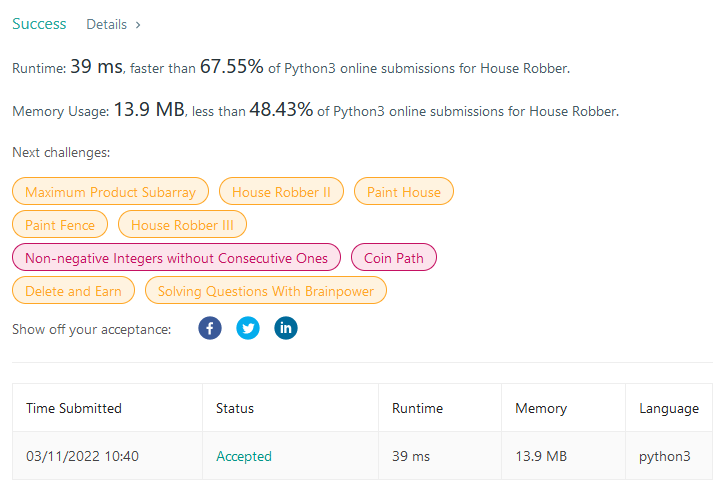 Success Details >
Runtime: 39 ms, faster than 67.55% of Python3 online submissions for House Robber.
Memory Usage: 13.9 MB, less than 48.43% of Python3 online submissions for House Robber.
Next challenges:
Maximum Product Subarray House Robber II Paint House
Paint Fence House Robber III
Non-negative Integers without Consecutive Ones Coin Path
Delete and Earn Solving Questions With Brainpower
Show off your acceptance: f in
Time Submitted Status Runtime Memory Language
03/11/2022 10:40 Accepted 39 ms 13.9 MB python3